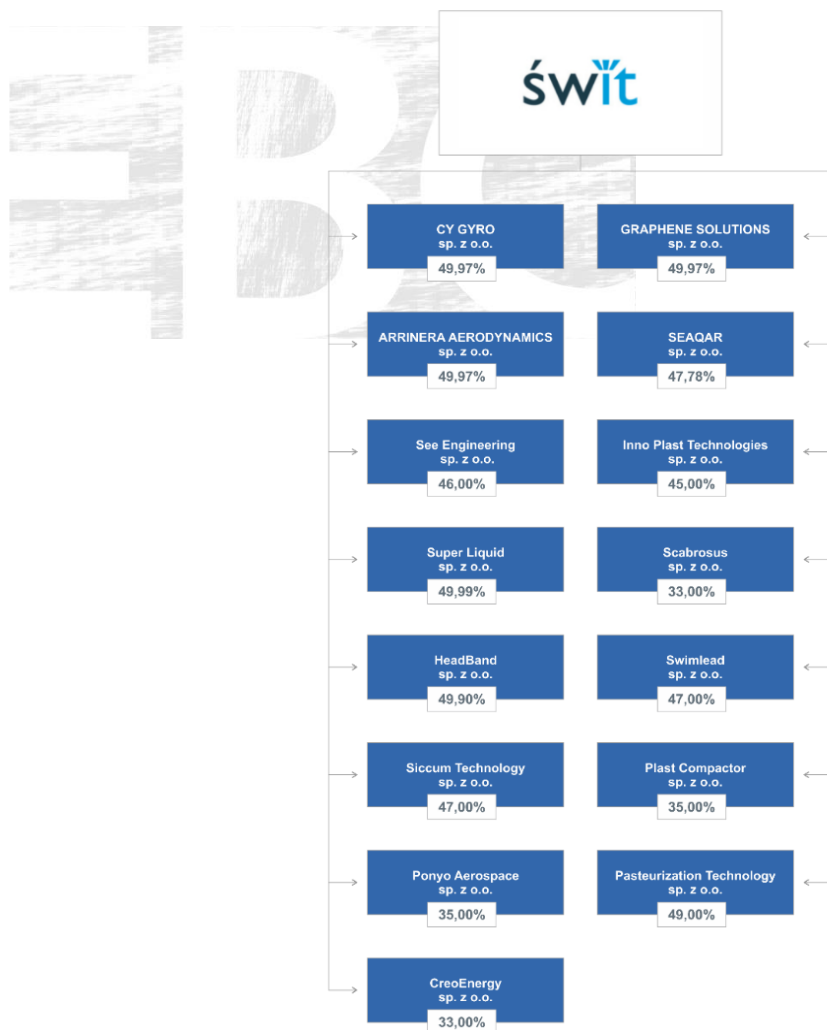 EBC
świt
CY GYRO
sp. z o.o.
49,97%
GRAPHENE SOLUTIONS
sp. z o.o.
49,97%
ARRINERA AERODYNAMICS
sp. z o.o.
49,97%
SEAQAR
sp. z o.o.
47,78%
See Engineering
sp. z o.o.
46,00%
Inno Plast Technologies
sp. z o.o.
45,00%
Super Liquid
sp. z o.o.
49,99%
Scabrosus
sp. z o.o.
33,00%
HeadBand
sp. z o.o.
49,90%
Swimlead
sp. z o.o.
47,00%
Siccum Technology
sp. z o.o.
47,00%
Plast Compactor
sp. z o.o.
35,00%
Ponyo Aerospace
sp. z o.o.
35,00%
Pasteurization Technology
sp. z o.o.
49,00%
CreoEnergy
sp. z o.o.
33,00%